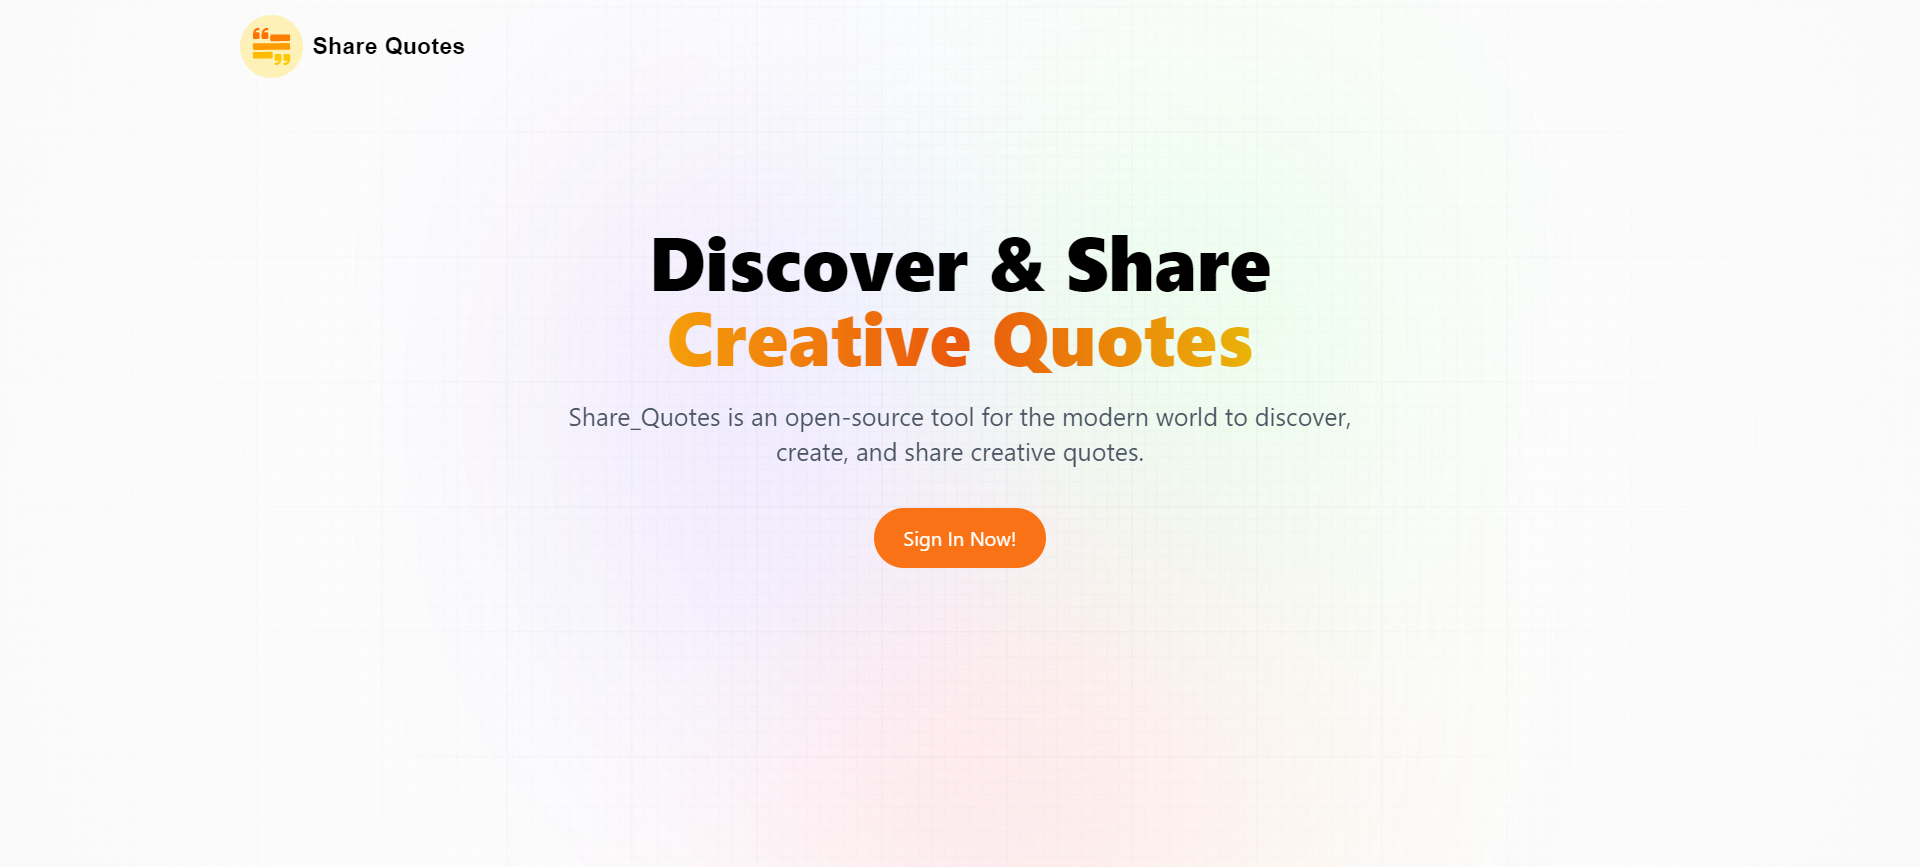 Share Quotes
Discover & Share
Creative Quotes
Share_Quotes is an open-source tool for the modern world to discover,
create, and share creative quotes.
Sign In Now!